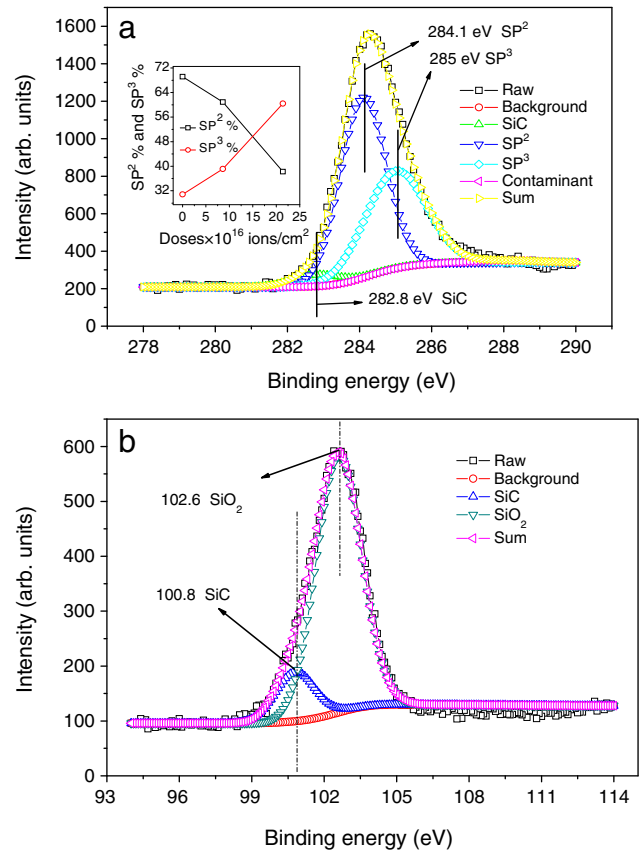 a
1600
1400
1200
1000
800
600
400
200
0
Intensity (arb. units)
278 280 282 284 286 288 290
Binding energy (eV)
284.1 eV SP²
285 eV SP³
282.8 eV SiC
Raw
Background
SiC
SP²
SP³
Contaminant
Sum
72
64
56
48
40
32
SP² % and SP³ %
SP² %
SP³ %
0 5 10 15 20
Doses×10¹⁶ ions/cm²
b
600
500
400
300
200
100
0
Intensity (arb. units)
93 96 99 102 105 108 111 114
Binding energy (eV)
102.6 SiO₂
100.8 SiC
Raw
Background
SiC
SiO₂
Sum